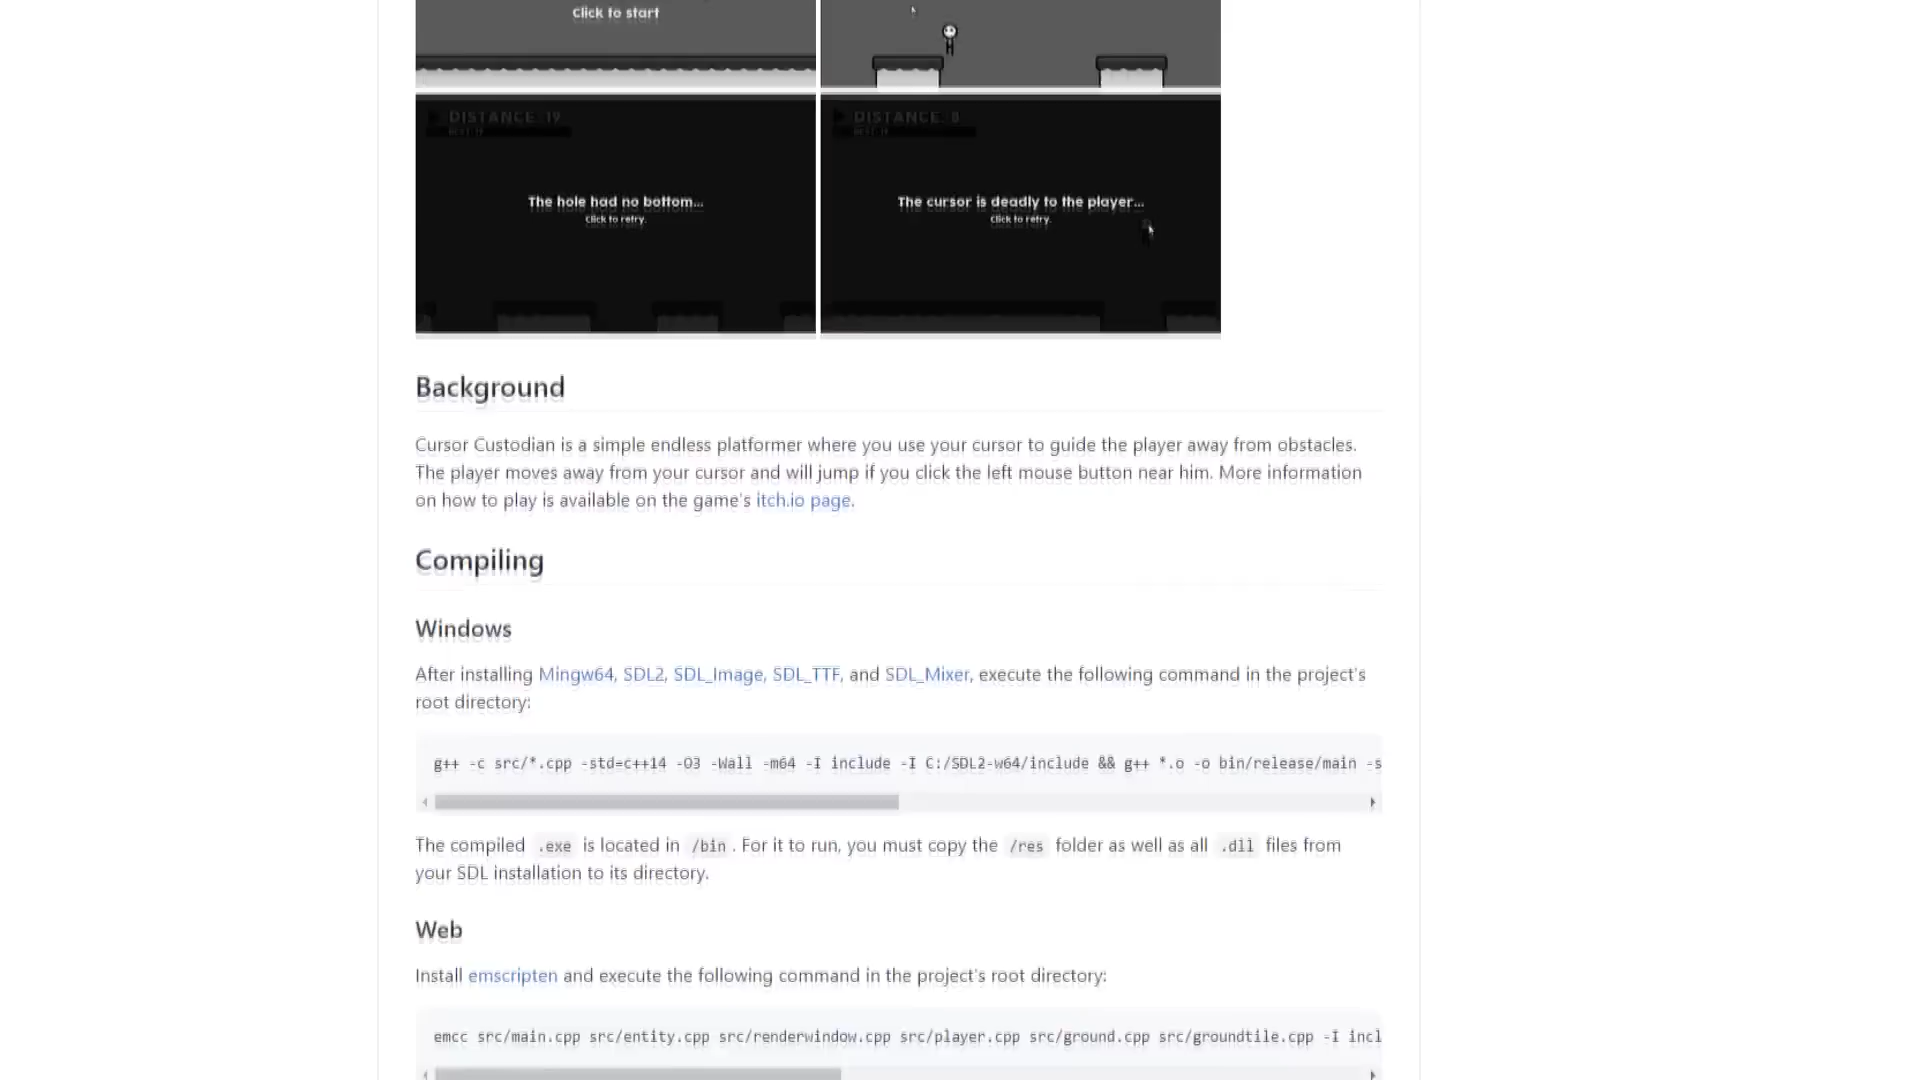 Click to start
DISTANCE: 19
BEST: 19
The hole had no bottom...
Click to retry.
DISTANCE: 8
BEST: 19
The cursor is deadly to the player...
Click to retry.
Background
Cursor Custodian is a simple endless platformer where you use your cursor to guide the player away from obstacles.
The player moves away from your cursor and will jump if you click the left mouse button near him. More information
on how to play is available on the game's itch.io page.
Compiling
Windows
After installing Mingw64, SDL2, SDL_Image, SDL_TTF, and SDL_Mixer, execute the following command in the project's
root directory:
g++ -c src/*.cpp -std=c++14 -O3 -Wall -m64 -I include -I C:/SDL2-w64/include && g++ *.o -o bin/release/main -s
The compiled .exe is located in /bin . For it to run, you must copy the /res folder as well as all .dll files from
your SDL installation to its directory.
Web
Install emscripten and execute the following command in the project's root directory:
emcc src/main.cpp src/entity.cpp src/renderwindow.cpp src/player.cpp src/ground.cpp src/groundtile.cpp -I incl